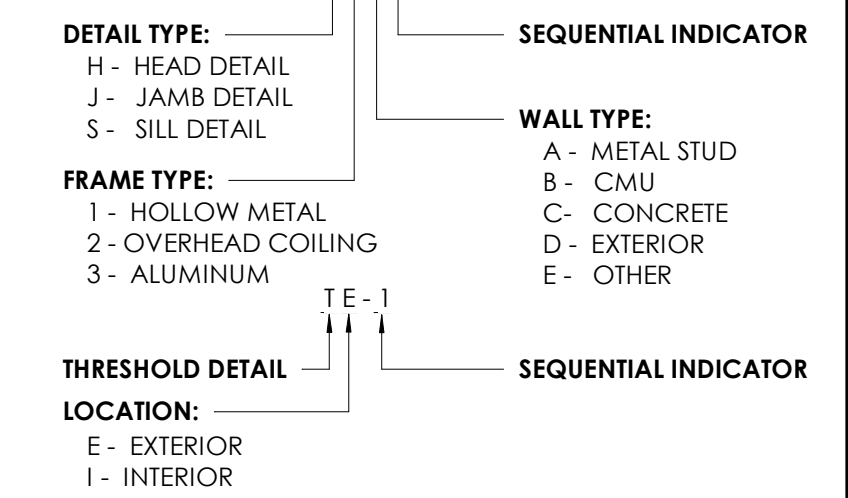 DETAIL TYPE:
H - HEAD DETAIL
J - JAMB DETAIL
S - SILL DETAIL
FRAME TYPE:
1 - HOLLOW METAL
2 - OVERHEAD COILING
3 - ALUMINUM
SEQUENTIAL INDICATOR
WALL TYPE:
A - METAL STUD
B - CMU
C- CONCRETE
D - EXTERIOR
E - OTHER
T E - 1
THRESHOLD DETAIL
LOCATION:
E - EXTERIOR
I - INTERIOR
SEQUENTIAL INDICATOR